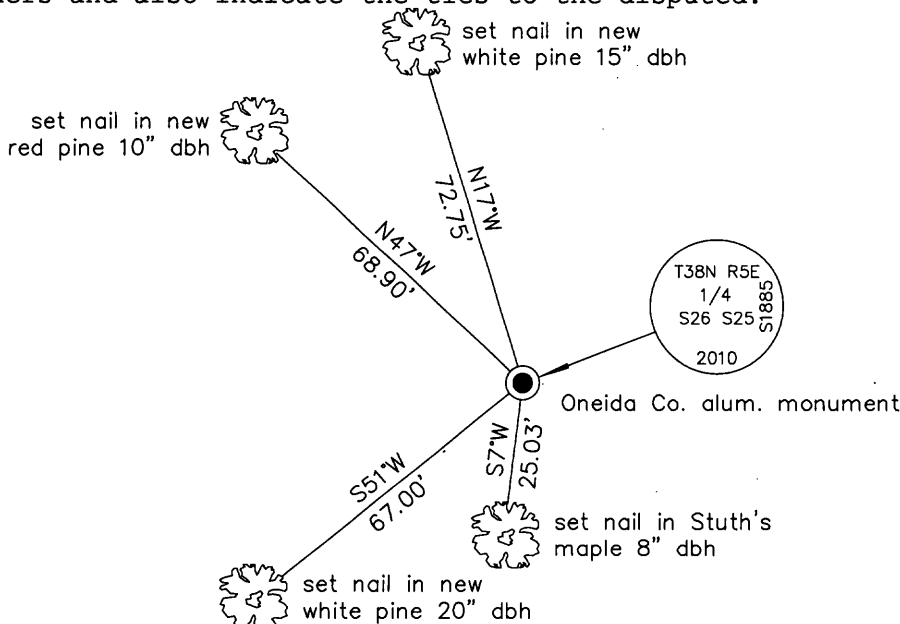 ners and also indicate the ties to the disputed.
set nail in new
white pine 15" dbh
set nail in new
red pine 10" dbh
N17°W
72.75'
N47°W
68.90'
T38N R5E
1/4
S26 S25
S1885
2010
Oneida Co. alum. monument
S7°W
25.03'
S51°W
67.00'
set nail in Stuth's
maple 8" dbh
set nail in new
white pine 20" dbh